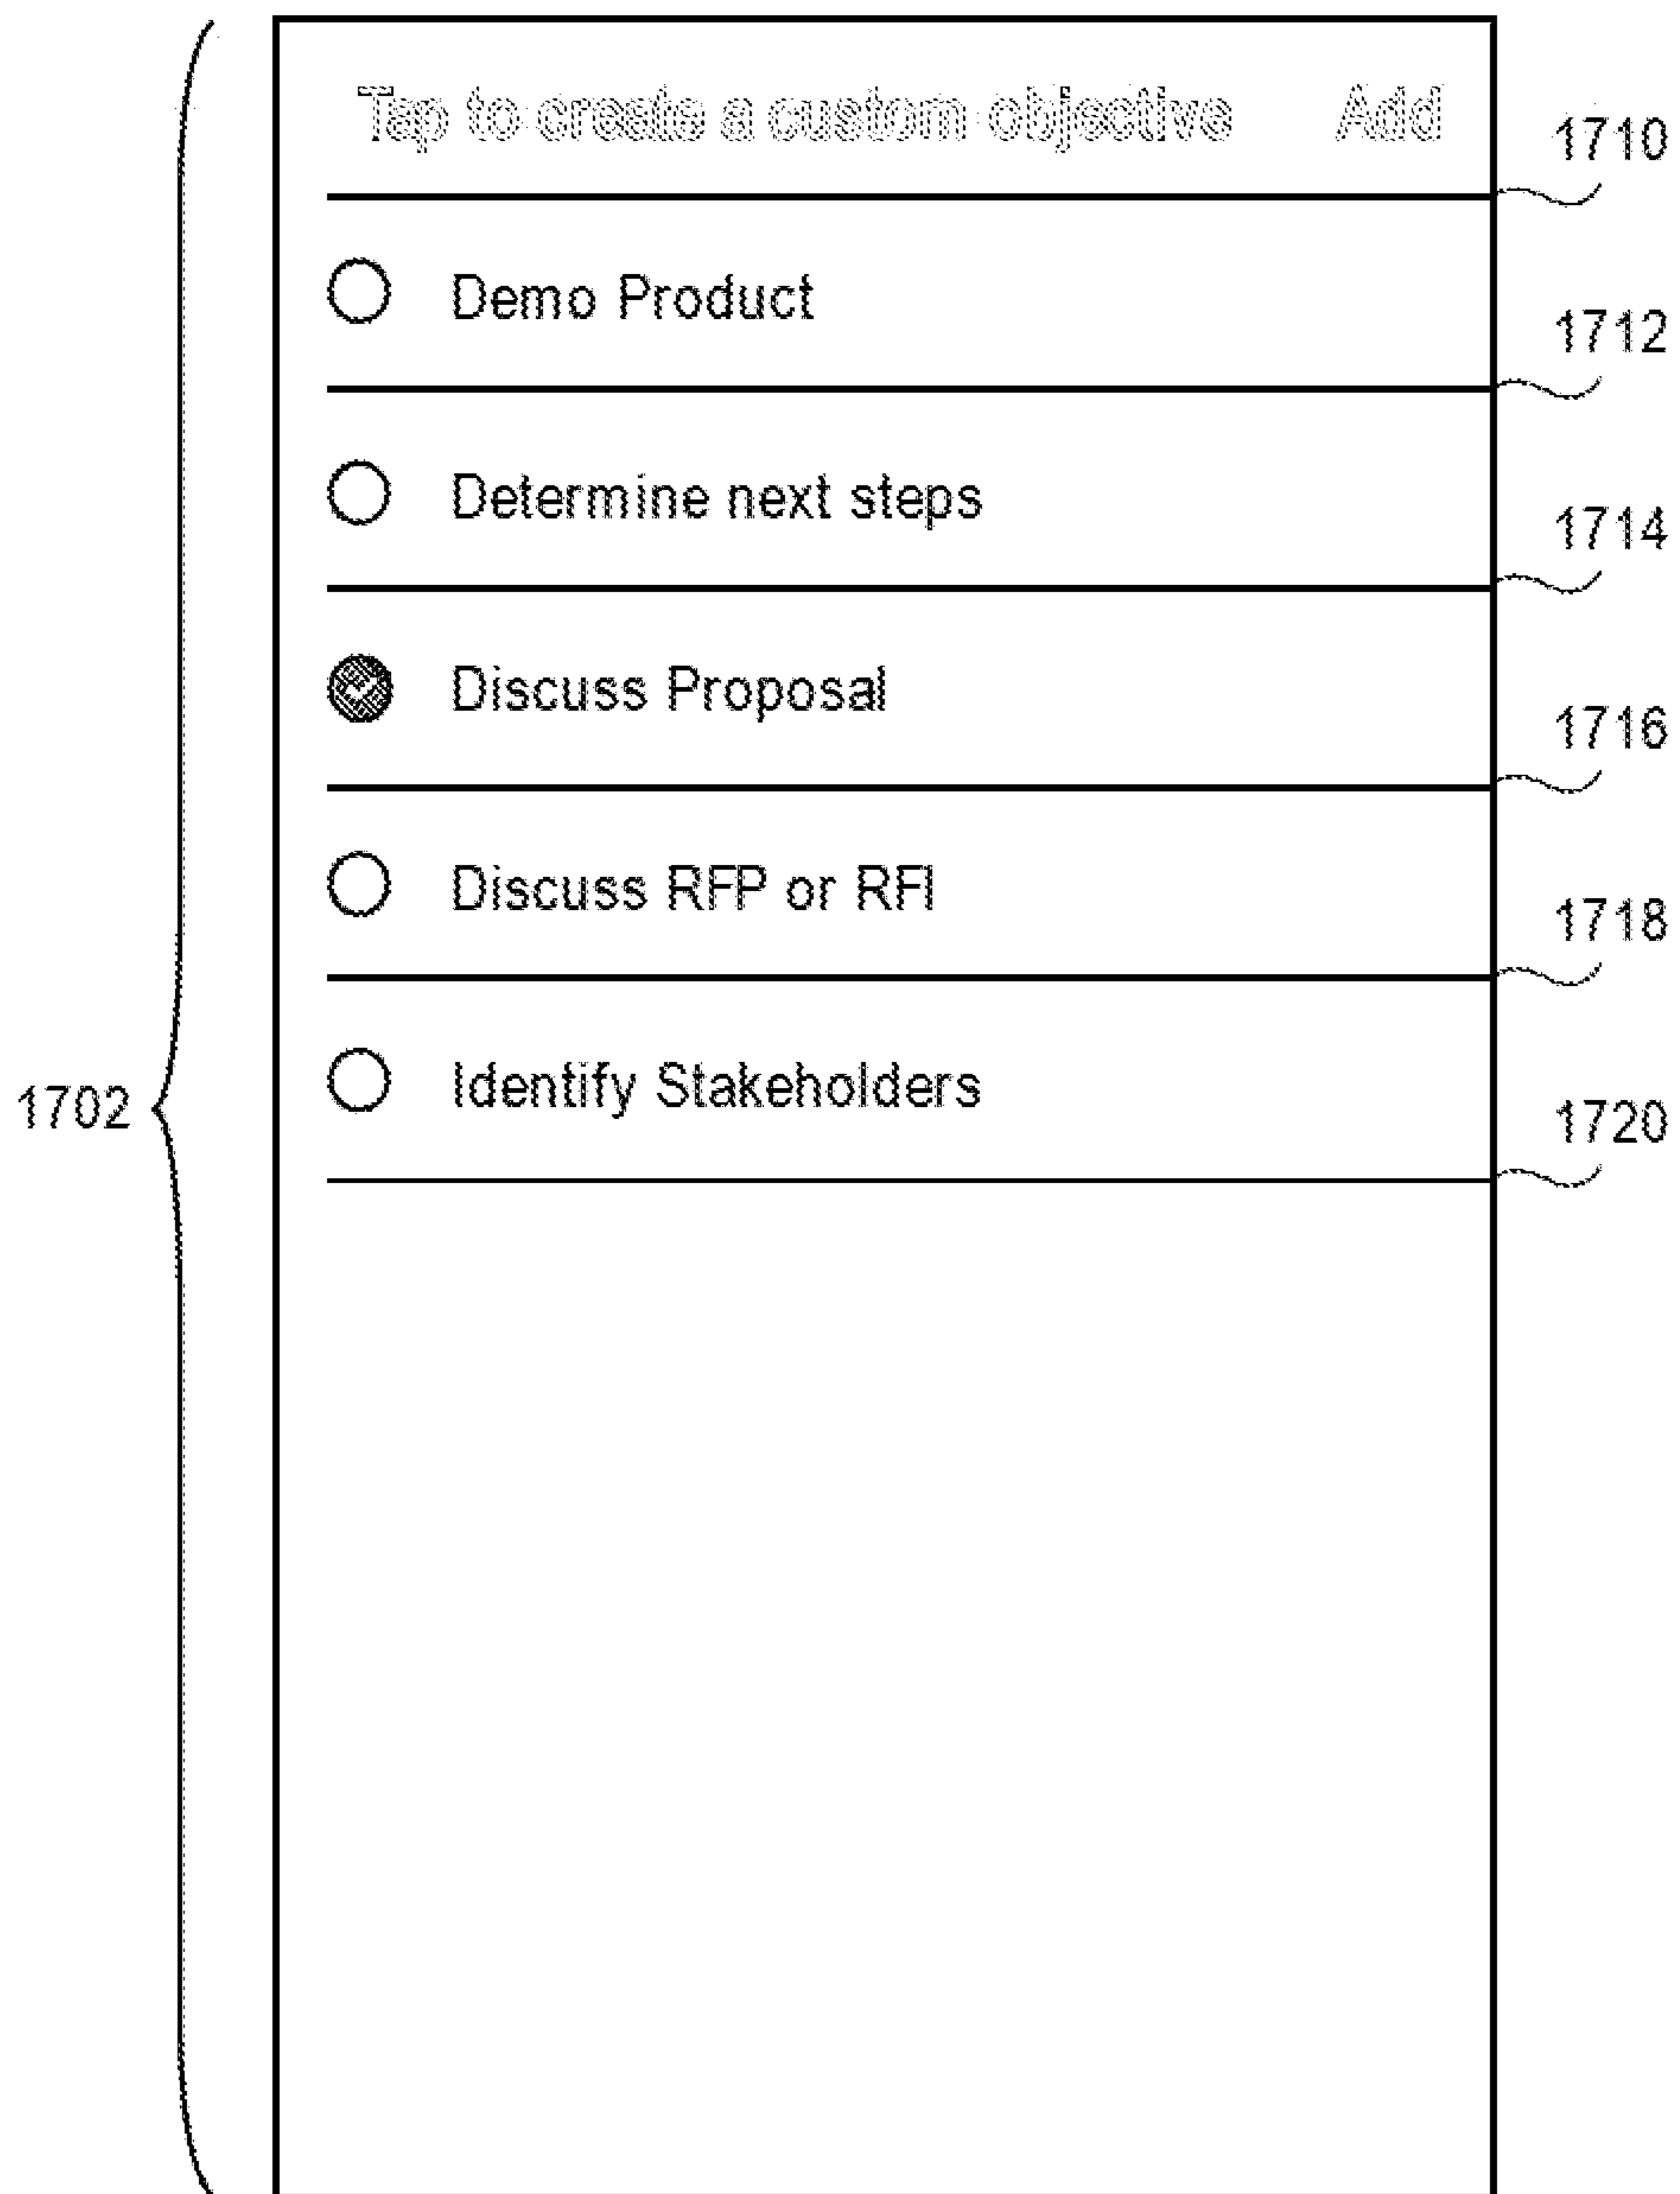 Tap to create a custom objective Add
1710
Demo Product
1712
Determine next steps
1714
Discuss Proposal
1716
Discuss RFP or RFI
1718
Identify Stakeholders
1702
1720